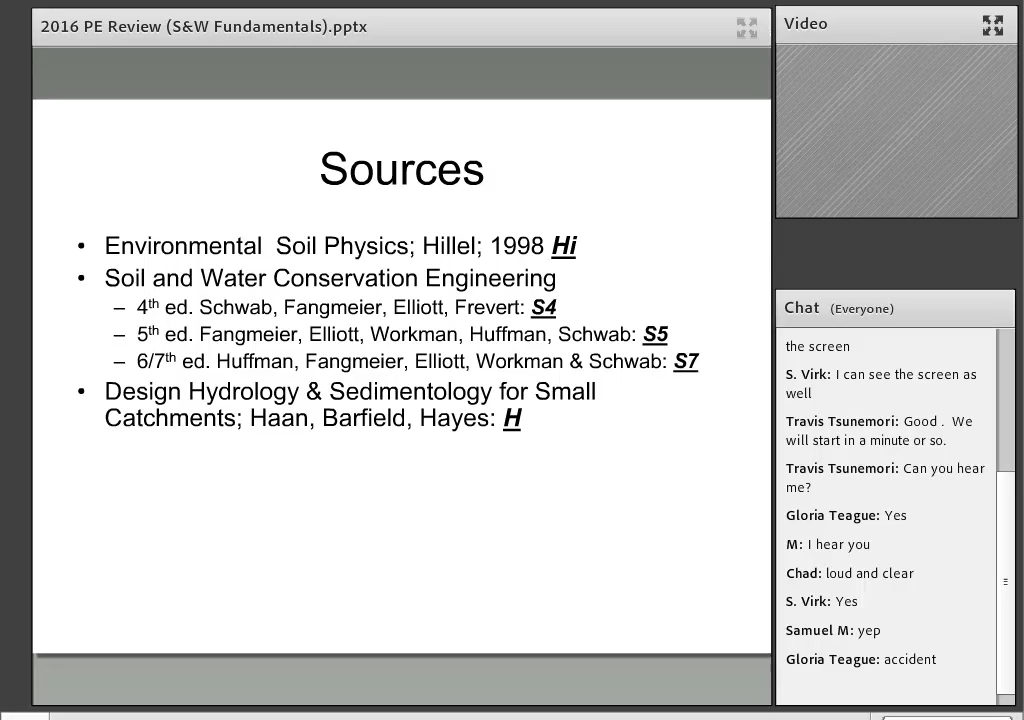 2016 PE Review (S&W Fundamentals).pptx
Sources
• Environmental Soil Physics; Hillel; 1998 Hi
• Soil and Water Conservation Engineering
– 4th ed. Schwab, Fangmeier, Elliott, Frevert: S4
– 5th ed. Fangmeier, Elliott, Workman, Huffman, Schwab: S5
– 6/7th ed. Huffman, Fangmeier, Elliott, Workman & Schwab: S7
• Design Hydrology & Sedimentology for Small
Catchments; Haan, Barfield, Hayes: H
Video
Chat (Everyone)
the screen
S. Virk: I can see the screen as
well
Travis Tsunemori: Good . We
will start in a minute or so.
Travis Tsunemori: Can you hear
me?
Gloria Teague: Yes
M: I hear you
Chad: loud and clear
S. Virk: Yes
Samuel M: yep
Gloria Teague: accident